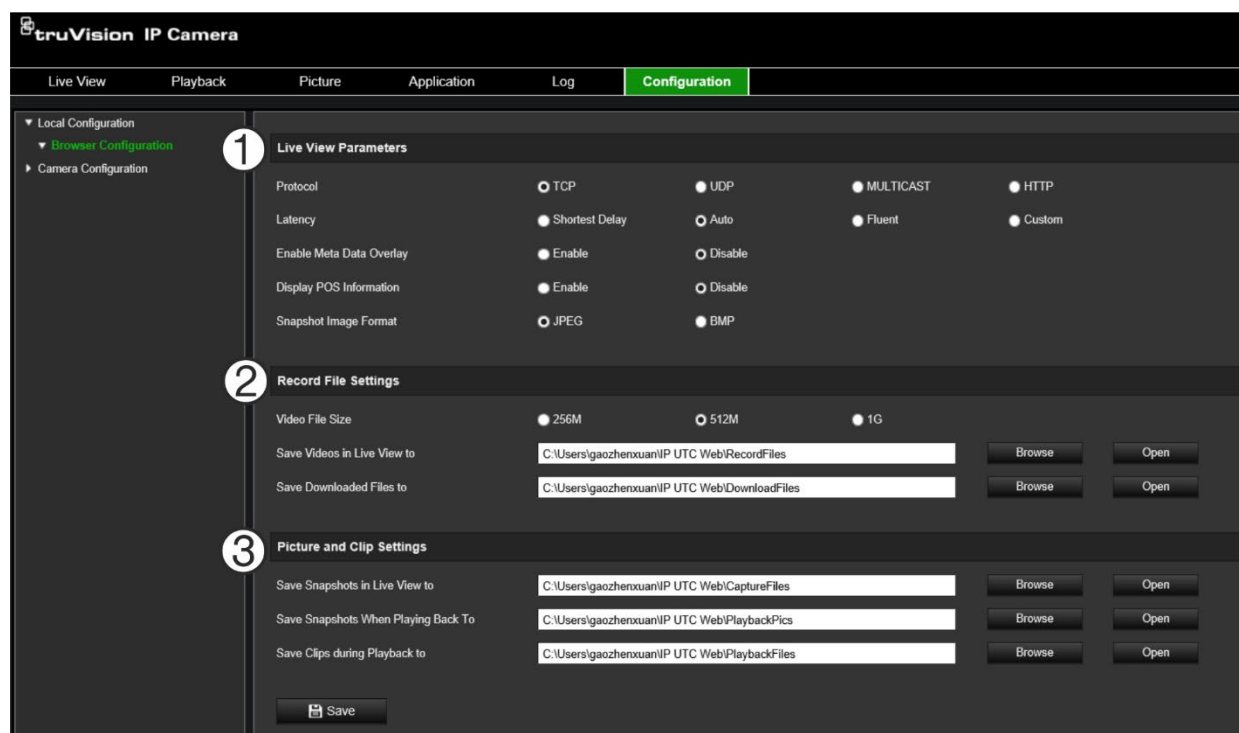 truVision IP Camera
Live View Playback Picture Application Log Configuration
Local Configuration
Browser Configuration
Camera Configuration
1 Live View Parameters
Protocol TCP UDP MULTICAST HTTP
Latency Shortest Delay Auto Fluent Custom
Enable Meta Data Overlay Enable Disable
Display POS Information Enable Disable
Snapshot Image Format JPEG BMP
2 Record File Settings
Video File Size 256M 512M 1G
Save Videos in Live View to C:\Users\gaozhenxuan\IP UTC Web\RecordFiles Browse Open
Save Downloaded Files to C:\Users\gaozhenxuan\IP UTC Web\DownloadFiles Browse Open
3 Picture and Clip Settings
Save Snapshots in Live View to C:\Users\gaozhenxuan\IP UTC Web\CaptureFiles Browse Open
Save Snapshots When Playing Back To C:\Users\gaozhenxuan\IP UTC Web\PlaybackPics Browse Open
Save Clips during Playback to C:\Users\gaozhenxuan\IP UTC Web\PlaybackFiles Browse Open
Save